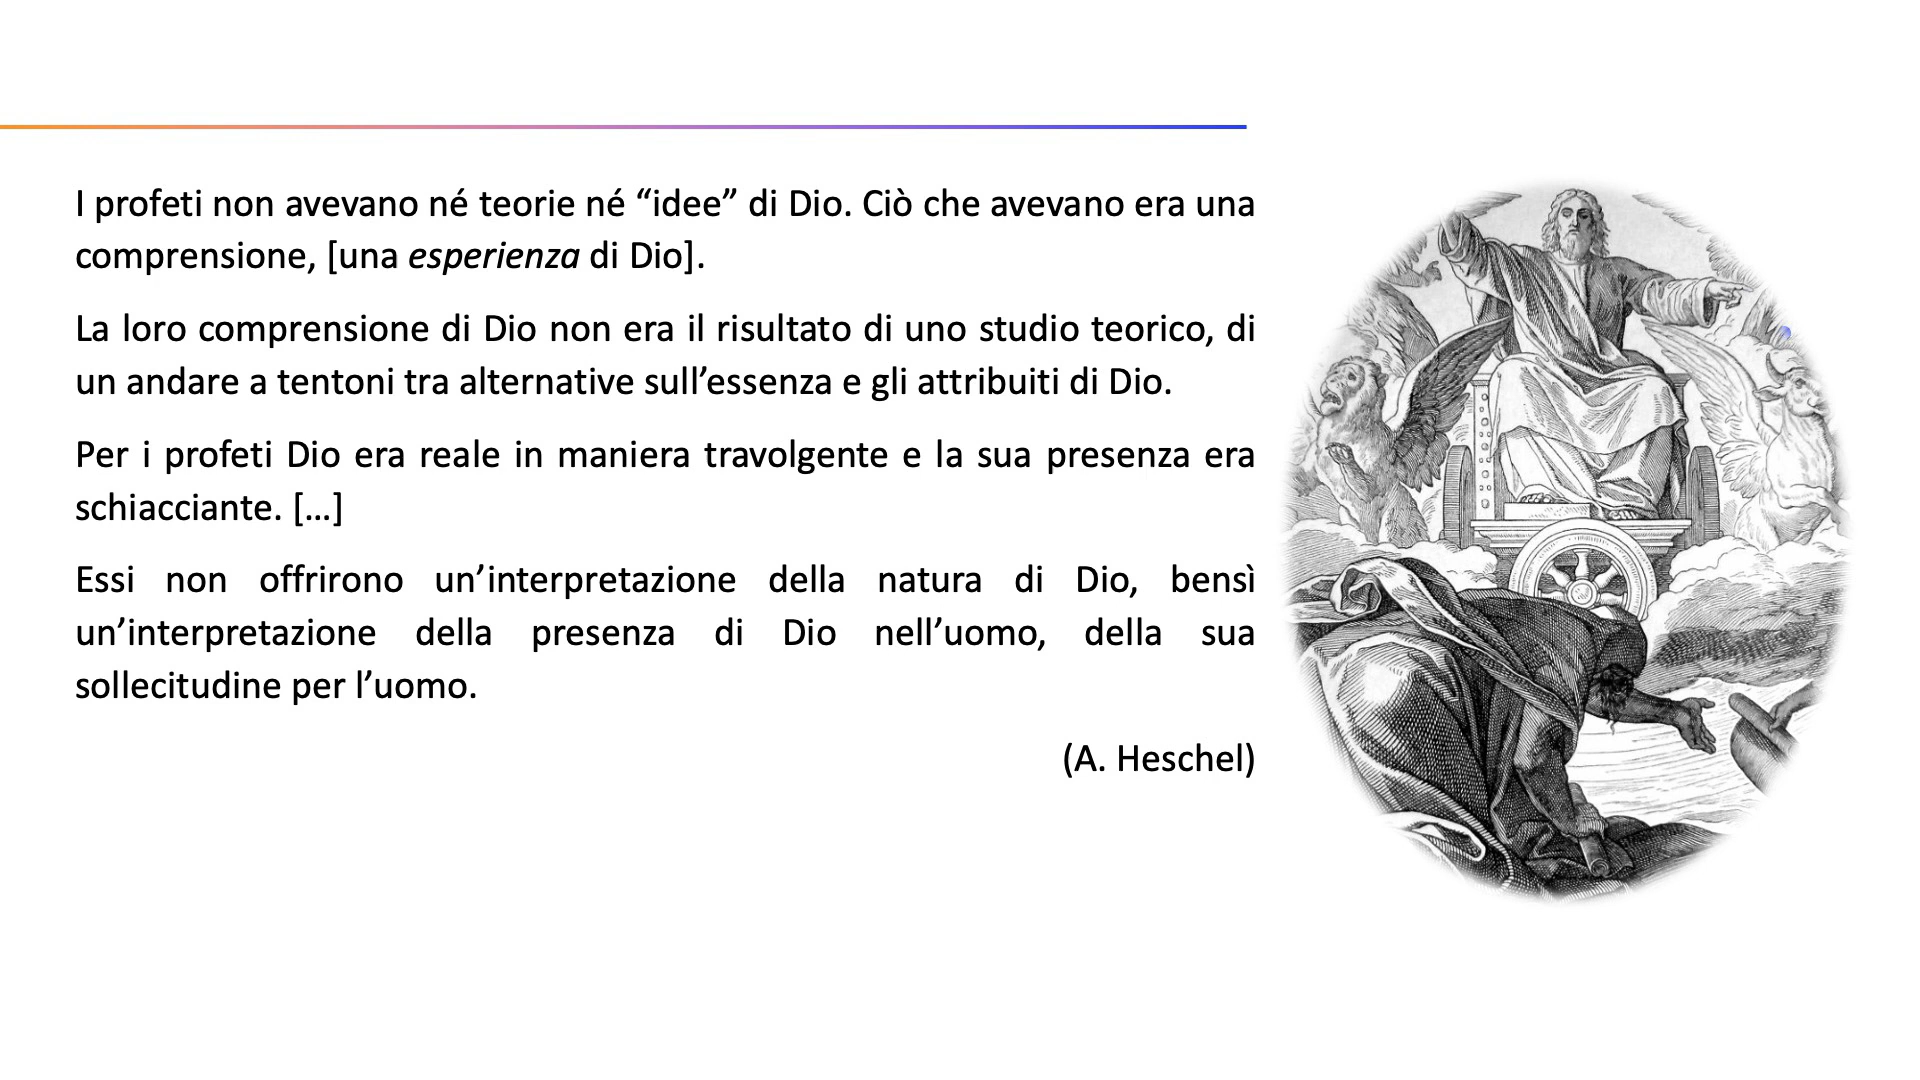 I profeti non avevano né teorie né “idee” di Dio. Ciò che avevano era una
comprensione, [una esperienza di Dio].
La loro comprensione di Dio non era il risultato di uno studio teorico, di
un andare a tentoni tra alternative sull’essenza e gli attribuiti di Dio.
Per i profeti Dio era reale in maniera travolgente e la sua presenza era
schiacciante. […]
Essi non offrirono un’interpretazione della natura di Dio, bensì
un’interpretazione della presenza di Dio nell’uomo, della sua
sollecitudine per l’uomo.
(A. Heschel)